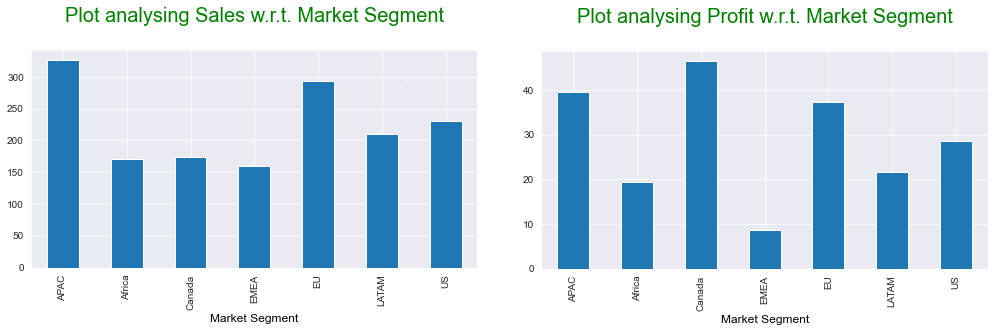 Plot analysing Sales w.r.t. Market Segment
300
250
200
150
100
50
0
APAC
Africa
Canada
EMEA
EU
LATAM
US
Market Segment
Plot analysing Profit w.r.t. Market Segment
40
30
20
10
0
APAC
Africa
Canada
EMEA
EU
LATAM
US
Market Segment